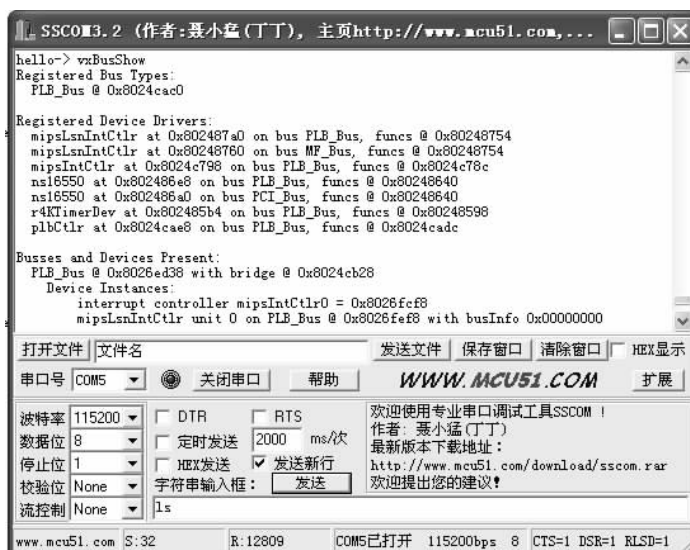 SSCOM3.2 (作者:聂小猛(丁丁), 主页http://www.mcu51.com,...
hello-> vxBusShow
Registered Bus Types:
PLB_Bus @ 0x8024cac0
Registered Device Drivers:
mipsLsnIntCtlr at 0x802487a0 on bus PLB_Bus, funcs @ 0x80248754
mipsLsnIntCtlr at 0x80248760 on bus MF_Bus, funcs @ 0x80248754
mipsIntCtlr at 0x8024c798 on bus PLB_Bus, funcs @ 0x8024c78c
ns16550 at 0x802486e8 on bus PLB_Bus, funcs @ 0x80248640
ns16550 at 0x802486a0 on bus PCI_Bus, funcs @ 0x80248640
r4KTimerDev at 0x802485b4 on bus PLB_Bus, funcs @ 0x80248598
plbCtlr at 0x8024cae8 on bus PLB_Bus, funcs @ 0x8024cadc
Busses and Devices Present:
PLB_Bus @ 0x8026ed38 with bridge @ 0x8024cb28
Device Instances:
interrupt controller mipsIntCtlr0 = 0x8026fcf8
mipsLsnIntCtlr unit 0 on PLB_Bus @ 0x8026fef8 with busInfo 0x00000000
打开文件 文件名 发送文件 保存窗口 清除窗口 HEX显示
串口号 COM5 关闭串口 帮助 WWW.MCU51.COM 扩展
波特率 115200 DTR RTS
数据位 8 定时发送 2000 ms/次
停止位 1 HEX发送 发送新行
校验位 None 字符串输入框: 发送
流控制 None ls
欢迎使用专业串口调试工具SSCOM !
作者: 聂小猛(丁丁)
最新版本下载地址:
http://www.mcu51.com/download/sscom.rar
欢迎提出您的建议!
www.mcu51.com S:32 R:12809 COM5已打开 115200bps 8 CTS=1 DSR=1 RLSD=1